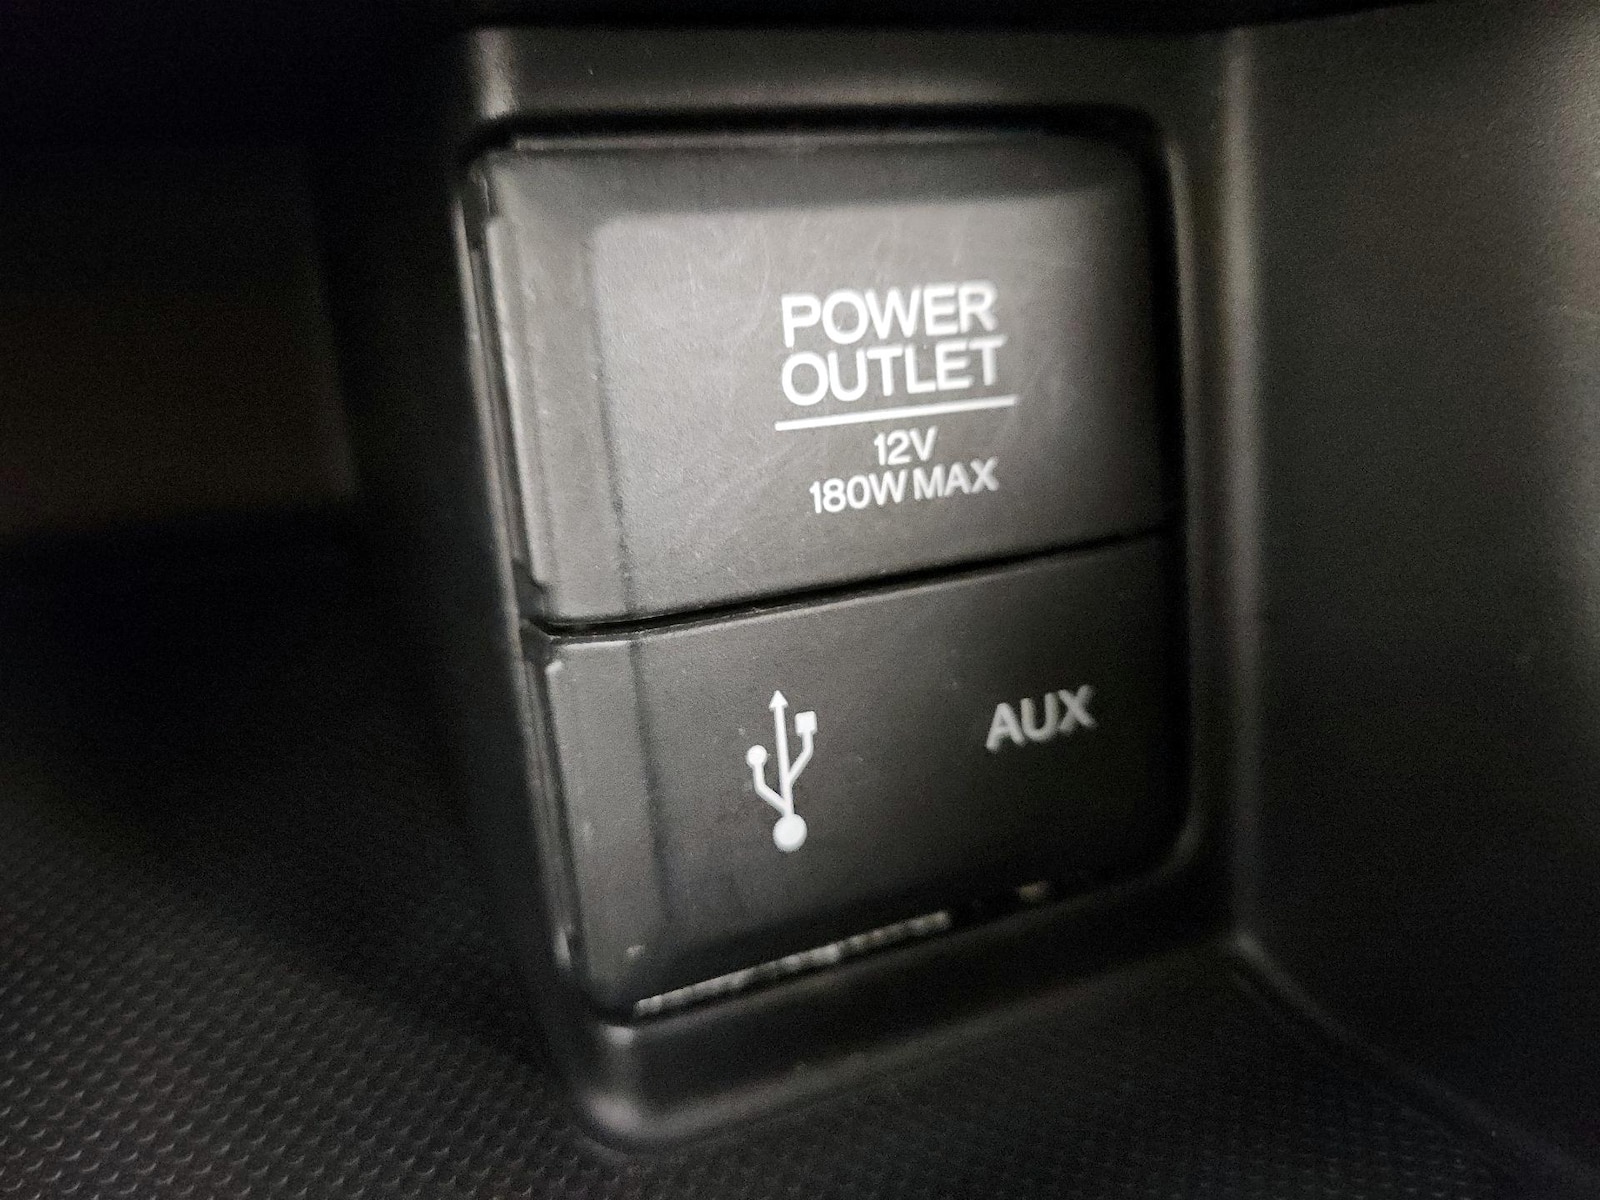 POWER
OUTLET
12V
180W MAX
AUX